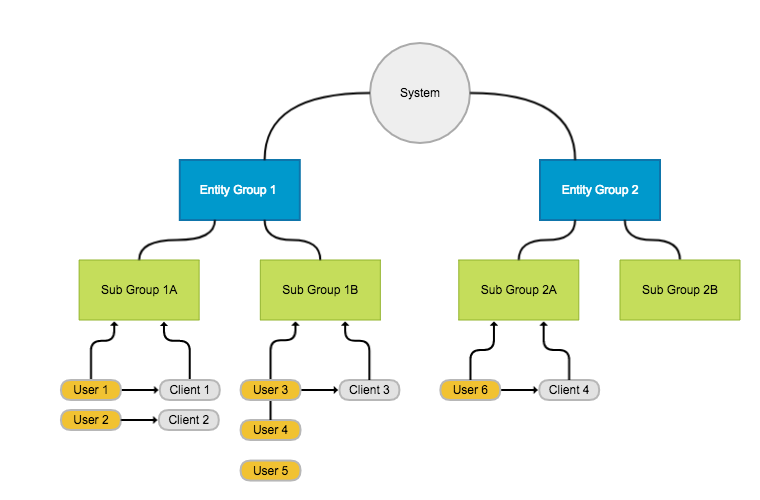 System
Entity Group 1
Entity Group 2
Sub Group 1A
Sub Group 1B
Sub Group 2A
Sub Group 2B
User 1
Client 1
User 3
Client 3
User 6
Client 4
User 2
Client 2
User 4
User 5